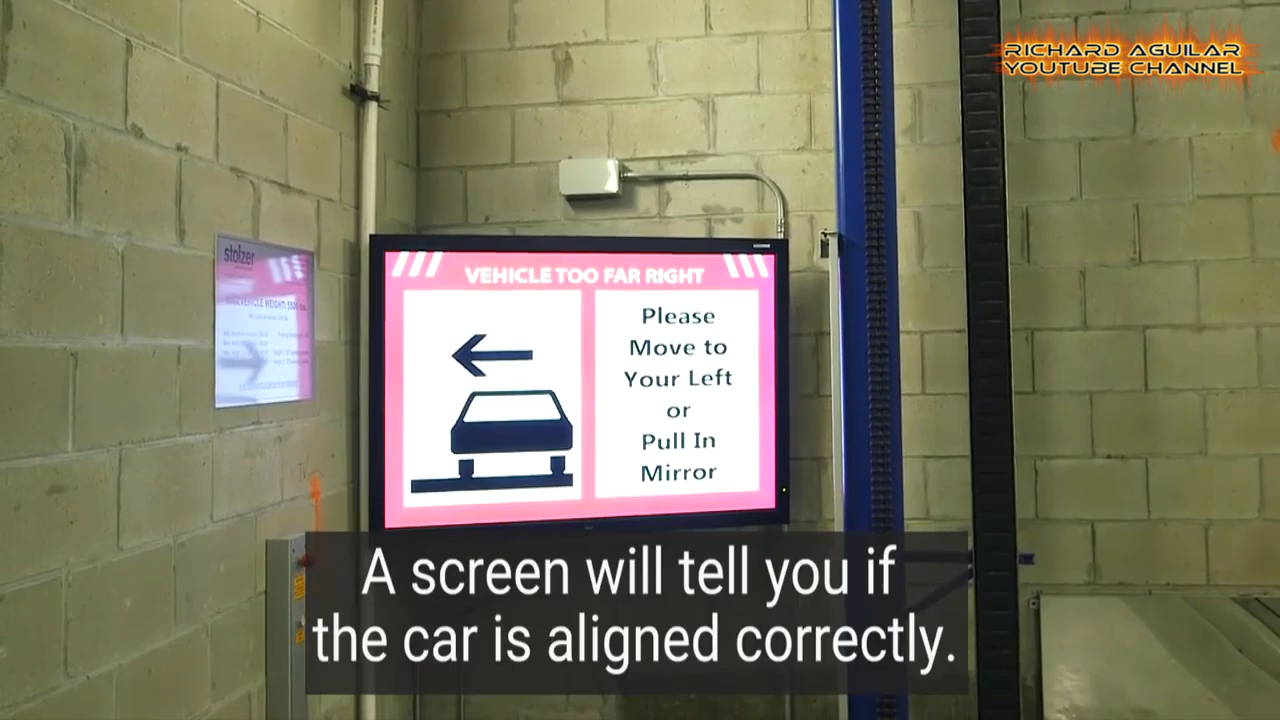 RICHARD AGUILAR
YOUTUBE CHANNEL
stolzer
VEHICLE TOO FAR RIGHT
Please
Move to
Your Left
or
Pull In
Mirror
A screen will tell you if
the car is aligned correctly.